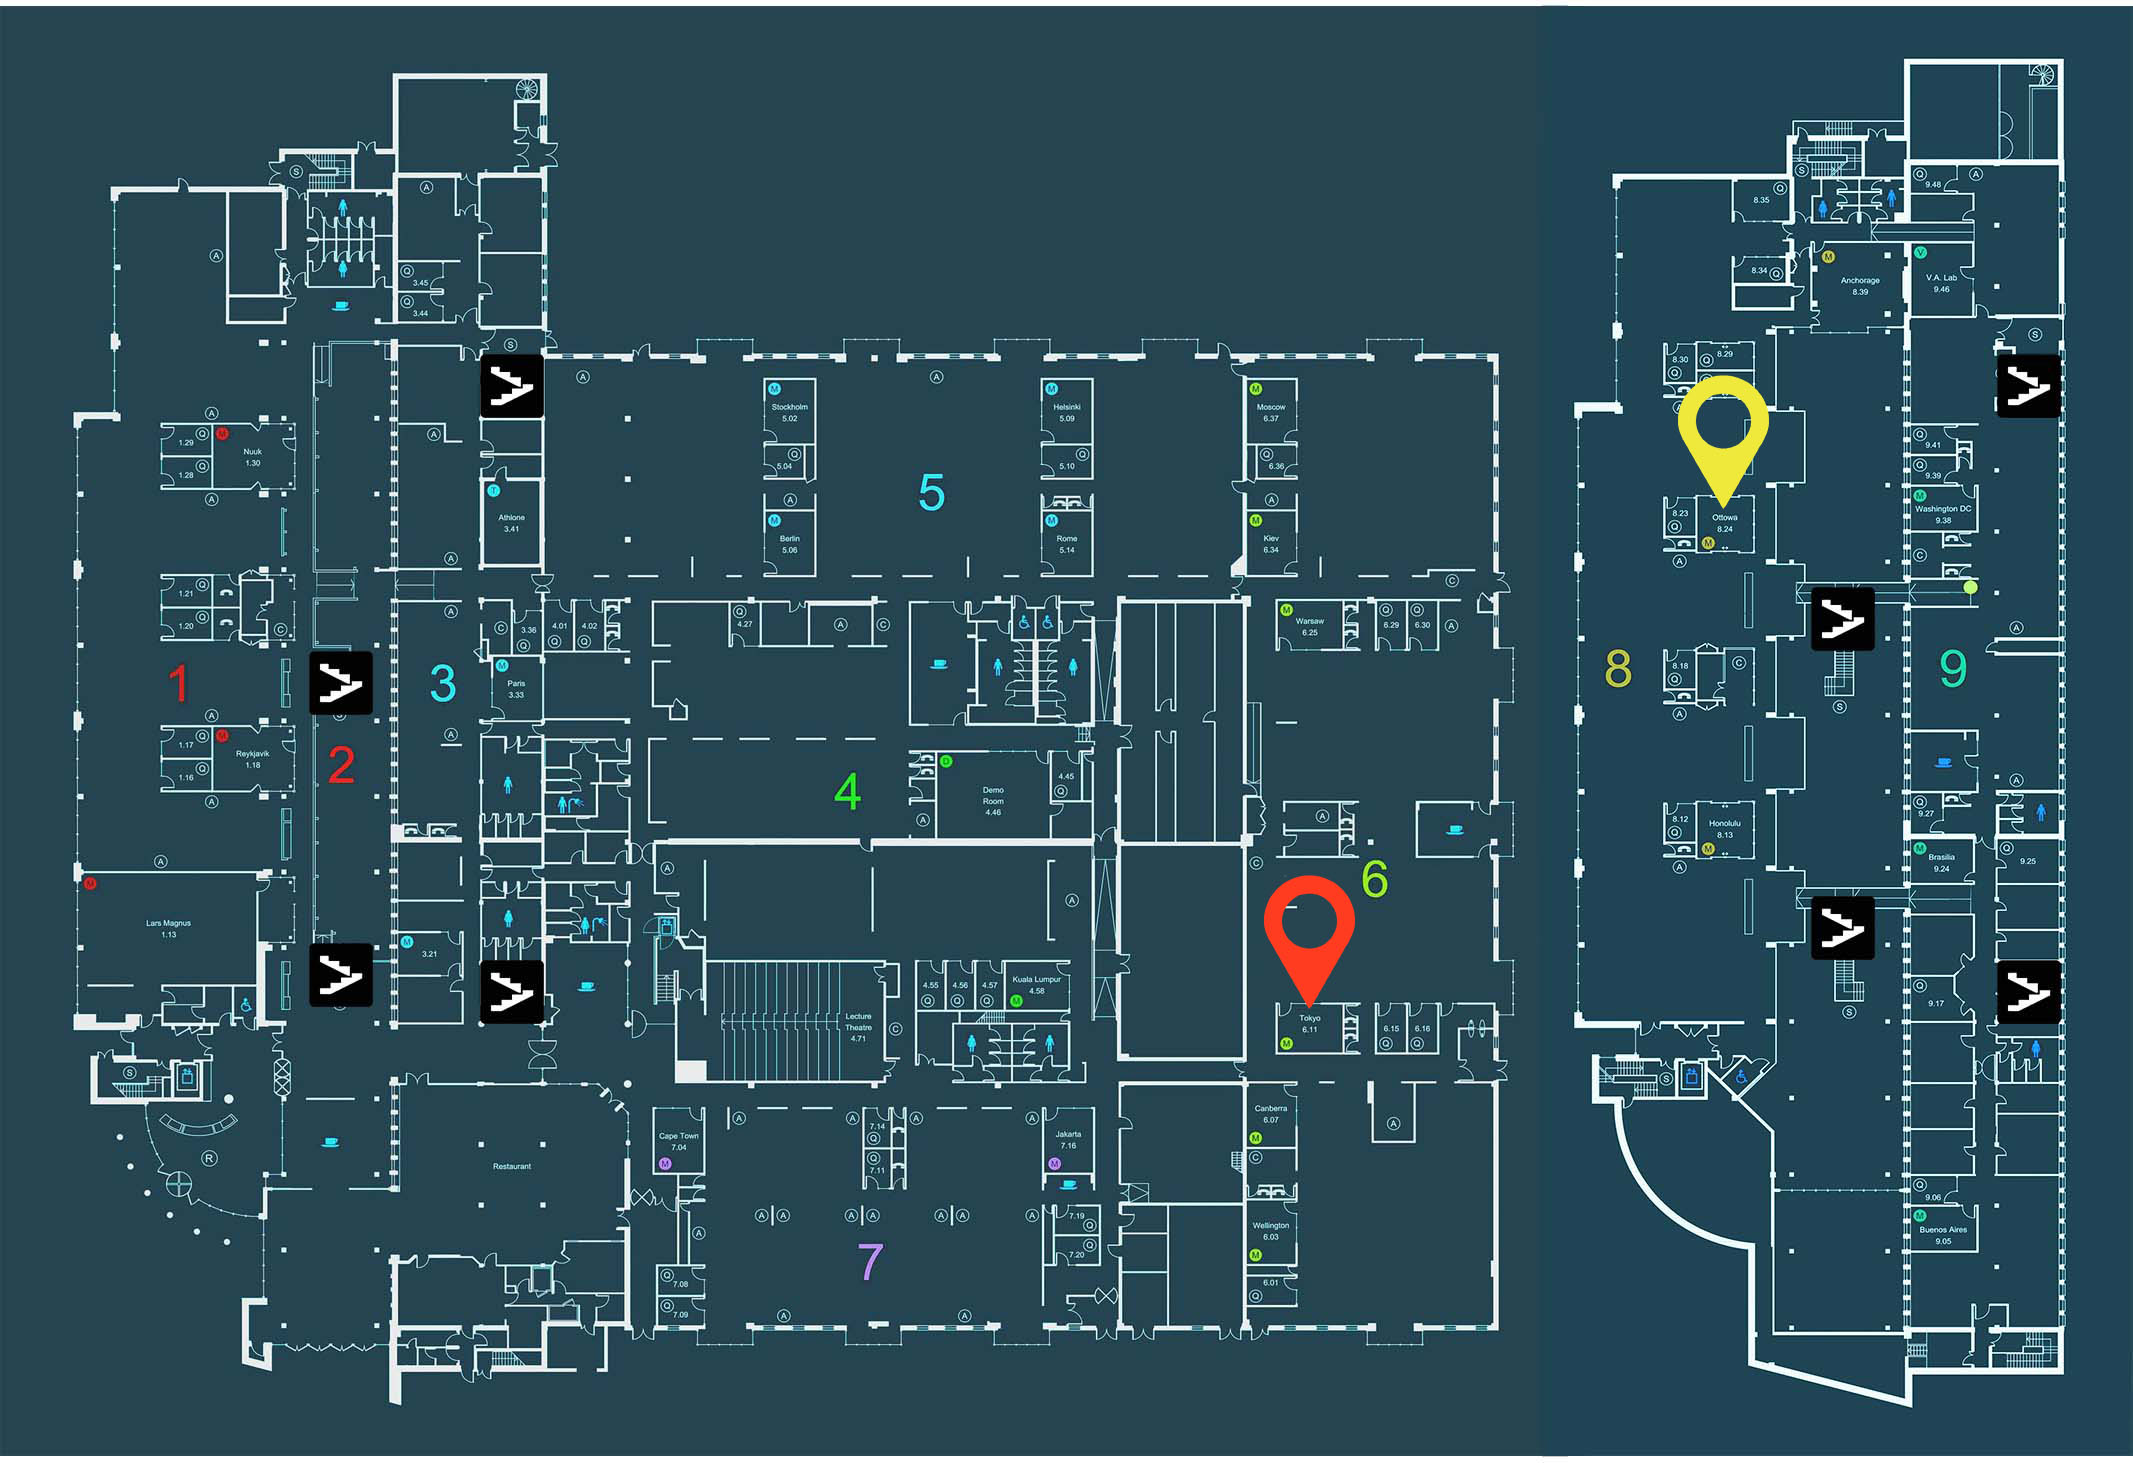 S
A
A
Q
3.45
Q
3.44
S
A
A
A
Q
1.29
M
Nuuk
1.30
Q
1.28
A
A
T
Athlone
3.41
A
M
Stockholm
5.02
Q
5.04
A
M
Berlin
5.06
5
M
Helsinki
5.09
Q
5.10
M
Rome
5.14
M
Moscow
6.37
Q
6.36
A
M
Kiev
6.34
C
Q
1.21
Q
1.20
C
1
A
Q
1.17
M
Reykjavik
1.18
Q
1.16
A
A
M
Lars Magnus
1.13
2
3
A
A
C
3.36
Q
4.01
Q
4.02
Q
M
Paris
3.33
M
3.21
Q
4.27
A
C
4
D
Demo
Room
4.46
4.45
Q
A
A
A
Lecture
Theatre
4.71
C
4.55
Q
4.56
Q
4.57
Q
Kuala Lumpur
4.58
M
M
Warsaw
6.25
Q
6.29
Q
6.30
A
A
C
6
Tokyo
6.11
M
6.15
Q
6.16
Q
S
R
Restaurant
Cape Town
7.04
M
A
A
7.14
Q
Q
7.11
A
A
Jakarta
7.16
M
A
A
A
A
A
A
A
A
7.19
Q
Q
7.20
7
Q
7.08
Q
7.09
A
A
Canberra
6.07
M
C
Wellington
6.03
M
6.01
Q
A
S
Q
8.35
8.34
Q
M
Anchorage
8.39
Q
9.48
A
V
V.A. Lab
9.46
S
8.30
Q
8.29
Q
8.23
Q
Ottowa
8.24
M
A
Q
9.41
Q
9.39
M
Washington DC
9.38
C
A
8
8.18
Q
C
A
S
9
8.12
Q
Honolulu
8.13
M
A
A
Q
9.27
M
Brasilia
9.24
Q
9.25
Q
9.17
S
S
Q
9.06
M
Buenos Aires
9.05